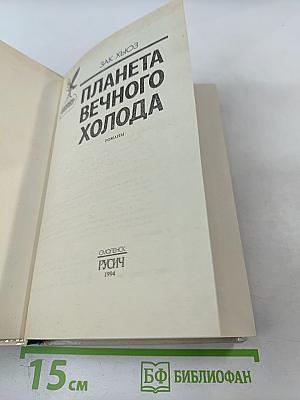 ЗАК ХЬЮЗ
ПЛАНЕТА
ВЕЧНОГО
ХОЛОДА
РОМАНЫ
СМОЛЕНСК
РУСИЧ
1994
15 см
БФ БИБЛИОФАН